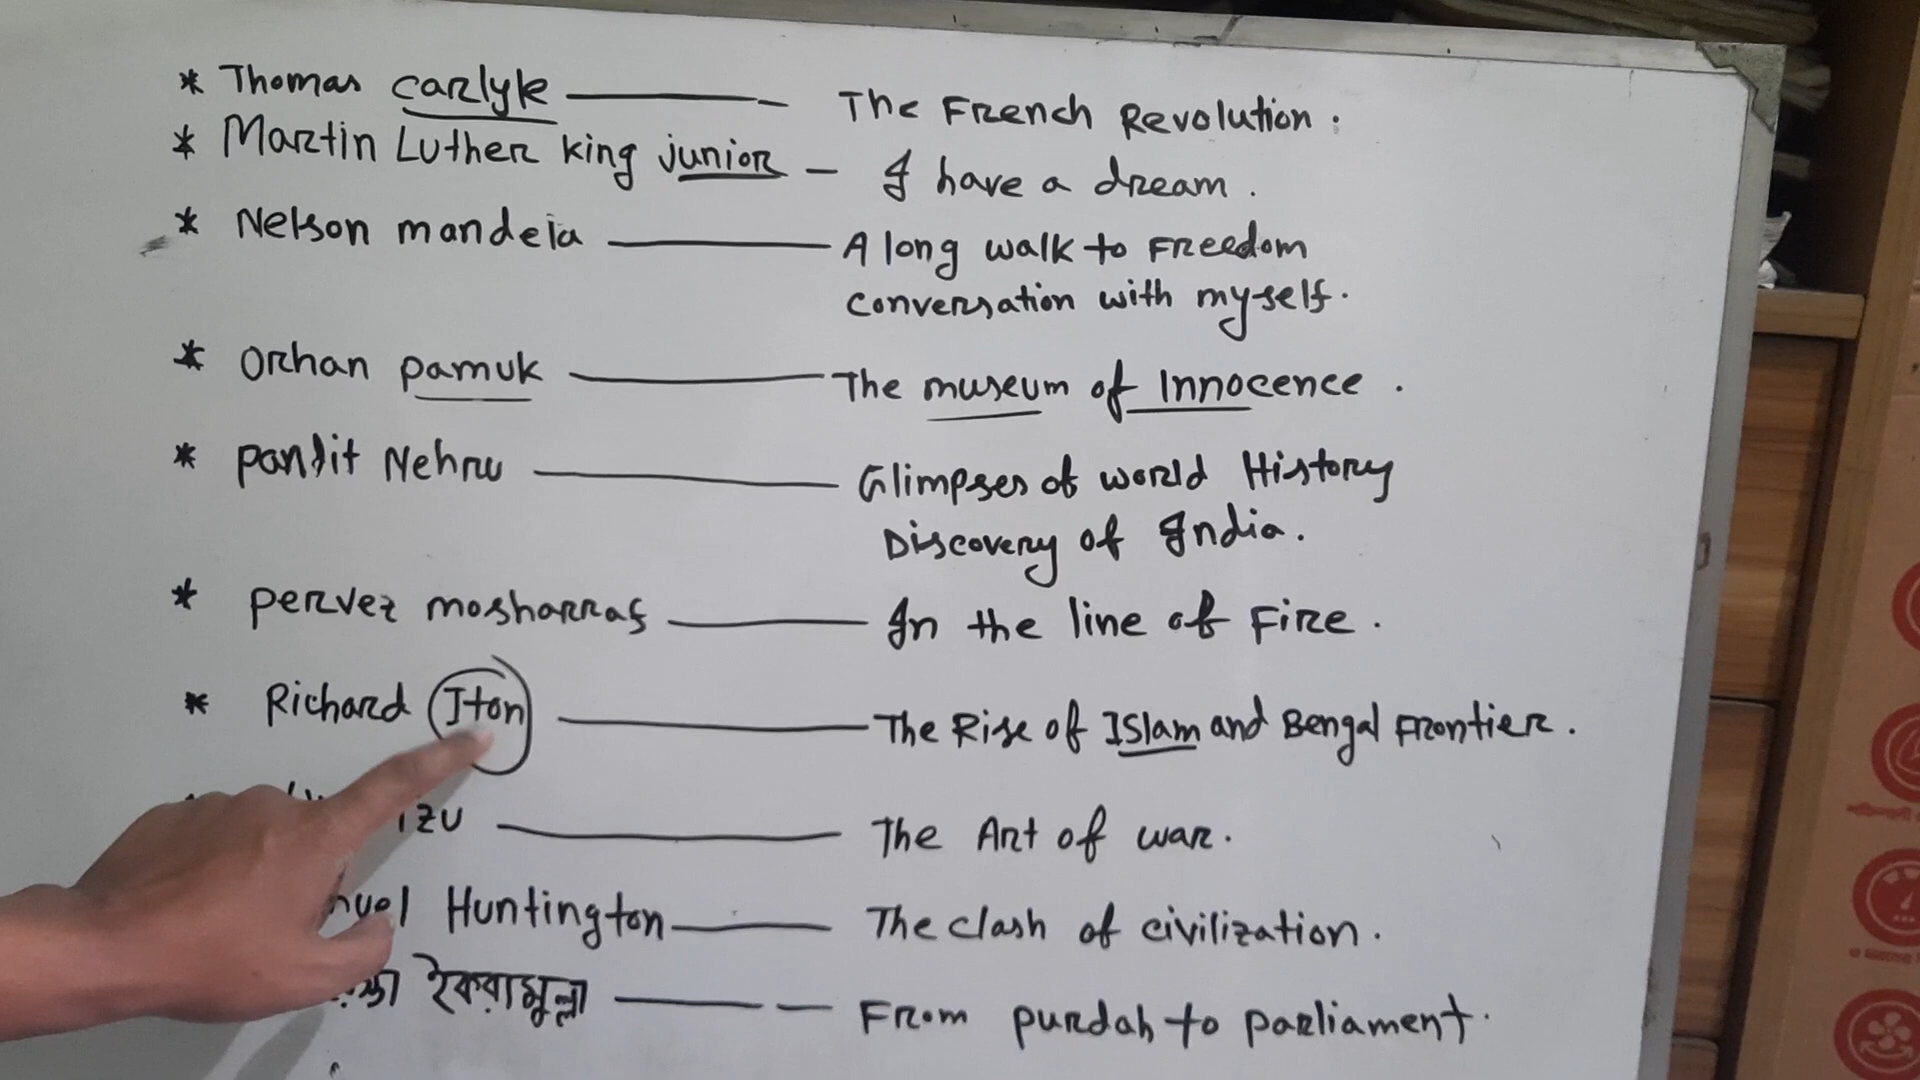 * Thomas carlyle — The French Revolution.
* Martin Luther king junior — I have a dream.
* Nelson mandela — A long walk to Freedom
conversation with myself.
* Orhan pamuk — The museum of Innocence.
* pandit Nehru — Glimpses of world History
Discovery of India.
* pervez mosharraf — In the line of Fire.
* Richard Iton — The Rise of Islam and Bengal Frontier.
— The Art of war.
Huntington — The clash of civilization.
ইকরামুল্লা — From purdah to parliament.